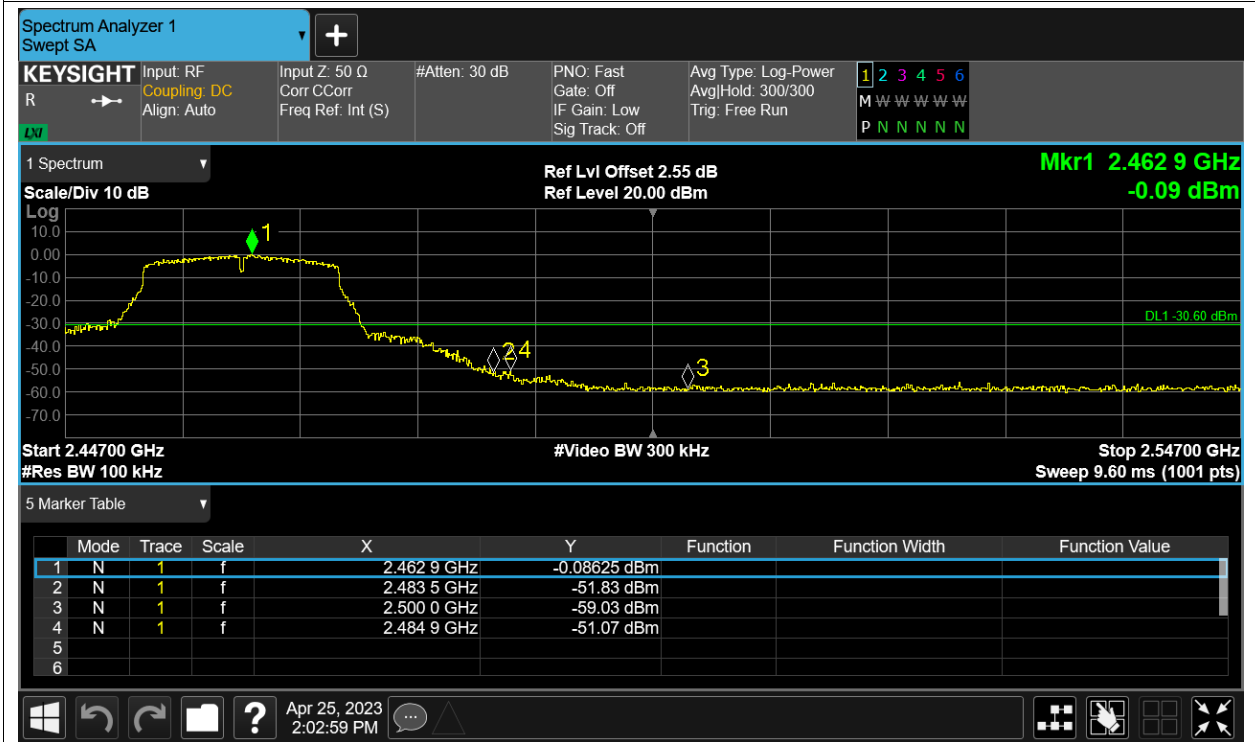 Spectrum Analyzer 1
Swept SA
+
KEYSIGHT
R
LXI
Input: RF
Coupling: DC
Align: Auto
Input Z: 50 Ω
Corr CCorr
Freq Ref: Int (S)
#Atten: 30 dB
PNO: Fast
Gate: Off
IF Gain: Low
Sig Track: Off
Avg Type: Log-Power
Avg|Hold: 300/300
Trig: Free Run
1 2 3 4 5 6
M W W W W W
P N N N N N
1 Spectrum
Scale/Div 10 dB
Ref Lvl Offset 2.55 dB
Ref Level 20.00 dBm
Mkr1 2.462 9 GHz
-0.09 dBm
Log
10.0
0.00
-10.0
-20.0
-30.0
-40.0
-50.0
-60.0
-70.0
1
2
4
3
DL1 -30.60 dBm
Start 2.44700 GHz
#Res BW 100 kHz
#Video BW 300 kHz
Stop 2.54700 GHz
Sweep 9.60 ms (1001 pts)
5 Marker Table
Mode Trace Scale X Y Function Function Width Function Value
1 N 1 f 2.462 9 GHz -0.08625 dBm
2 N 1 f 2.483 5 GHz -51.83 dBm
3 N 1 f 2.500 0 GHz -59.03 dBm
4 N 1 f 2.484 9 GHz -51.07 dBm
5
6
?
Apr 25, 2023
2:02:59 PM